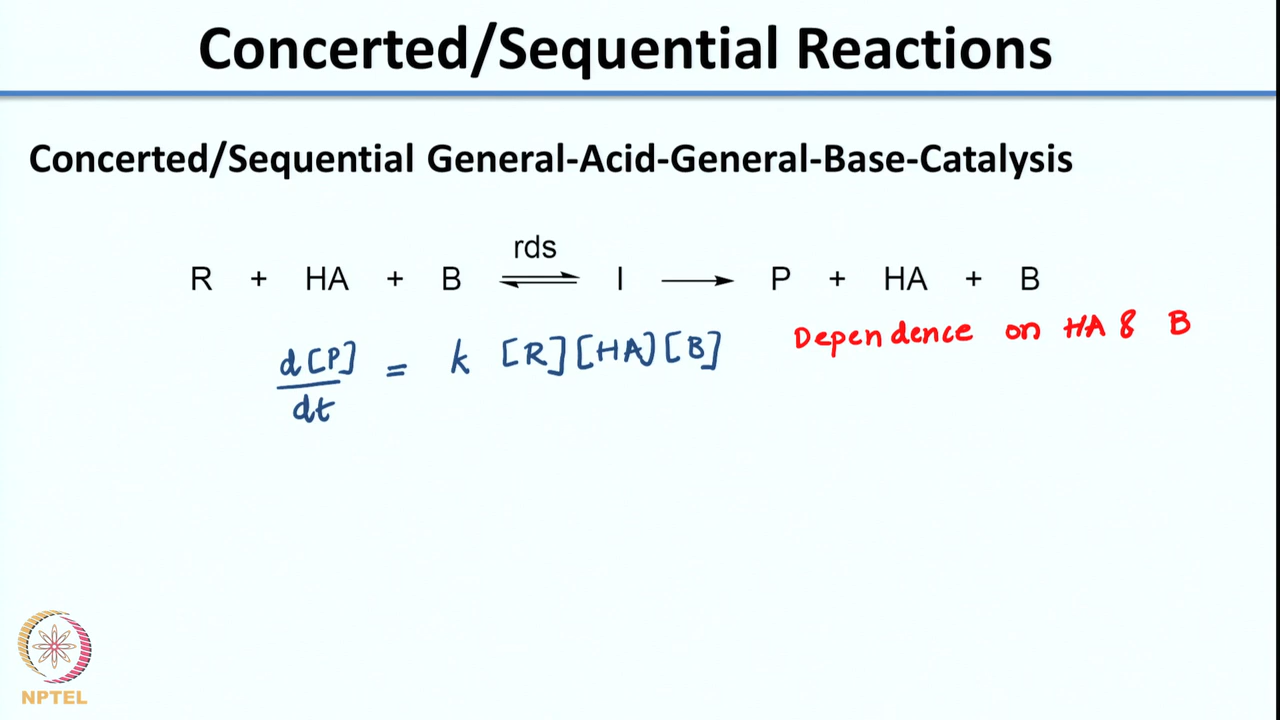 Concerted/Sequential Reactions
Concerted/Sequential General-Acid-General-Base-Catalysis
rds
R + HA + B ⇌ I → P + HA + B
Dependence on HA & B
d[P]/dt = k [R][HA][B]
NPTEL